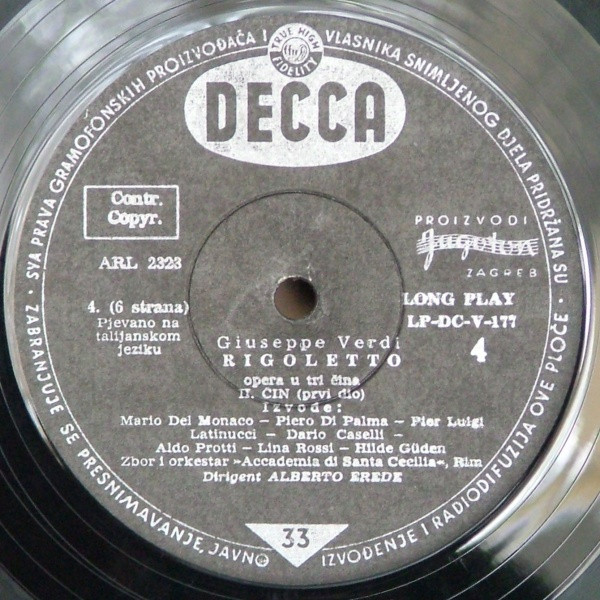 SVA PRAVA GRAMOFONSKIH PROIZVOĐAČA I VLASNIKA SNIMLJENOG DJELA PRIDRŽANA SU · ZABRANJUJE SE PRESNIMAVANJE, JAVNO IZVOĐENJE I RADIODIFUZIJA OVE PLOČE ·
TRUE HIGH
ffrr
FIDELITY
DECCA
Contr.
Copyr.
ARL 2323
PROIZVODI
Jugoton
ZAGREB
4. (6 strana)
Pjevano na
talijanskom
jeziku
LONG PLAY
LP-DC-V-177
4
Giuseppe Verdi
RIGOLETTO
opera u tri čina
II. ČIN (prvi dio)
Izvode:
Mario Del Monaco — Piero Di Palma — Pier Luigi
Latinucci — Dario Caselli —
Aldo Protti — Lina Rossi — Hilde Güden
Zbor i orkestar »Accademia di Santa Cecilia«, Rim
Dirigent ALBERTO EREDE
33